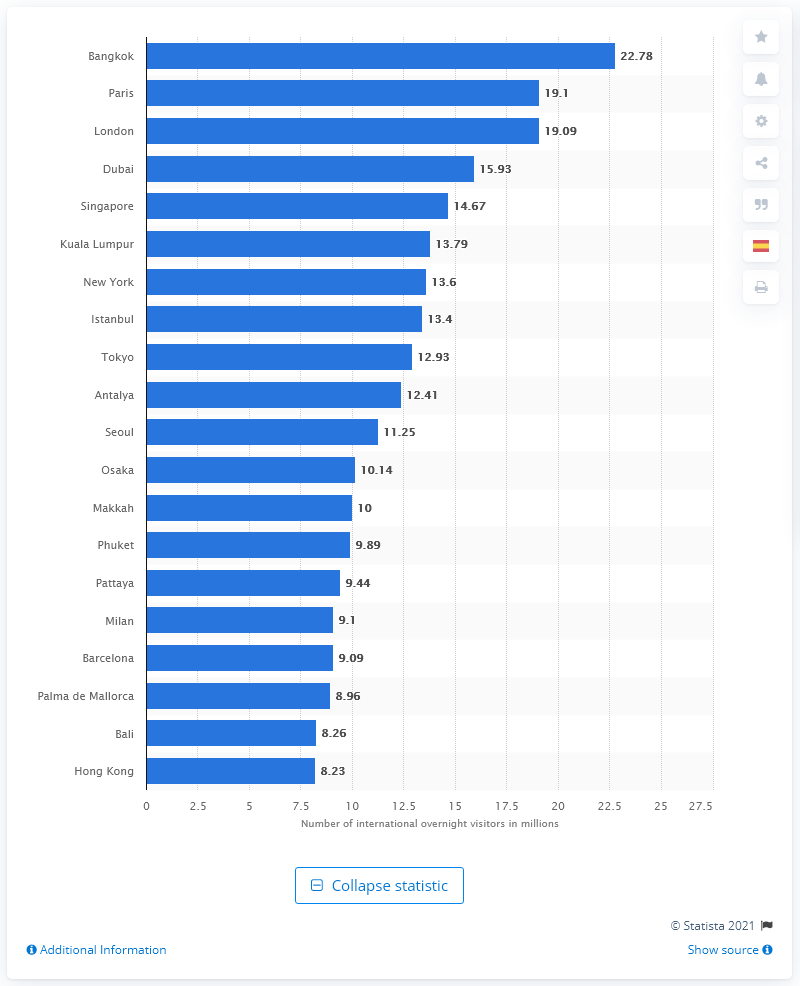 Bangkok 22.78
Paris 19.1
London 19.09
Dubai 15.93
Singapore 14.67
Kuala Lumpur 13.79
New York 13.6
Istanbul 13.4
Tokyo 12.93
Antalya 12.41
Seoul 11.25
Osaka 10.14
Makkah 10
Phuket 9.89
Pattaya 9.44
Milan 9.1
Barcelona 9.09
Palma de Mallorca 8.96
Bali 8.26
Hong Kong 8.23
0 2.5 5 7.5 10 12.5 15 17.5 20 22.5 25 27.5
Number of international overnight visitors in millions
Collapse statistic
© Statista 2021
Additional Information Show source